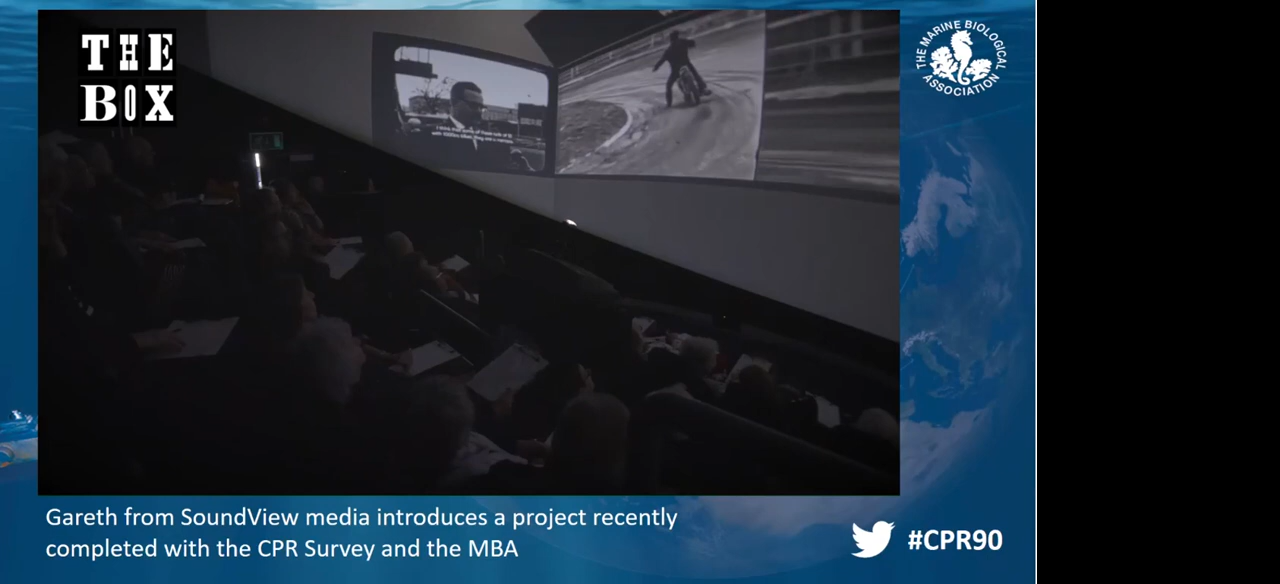 THE
BOX
THE MARINE BIOLOGICAL
ASSOCIATION
Gareth from SoundView media introduces a project recently
completed with the CPR Survey and the MBA
#CPR90